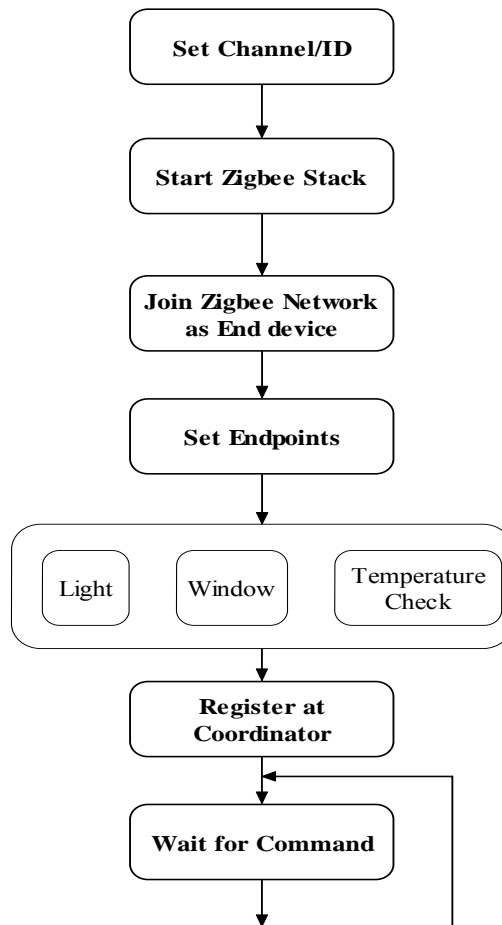 Set Channel/ID
Start Zigbee Stack
Join Zigbee Network
as End device
Set Endpoints
Light
Window
Temperature
Check
Register at
Coordinator
Wait for Command